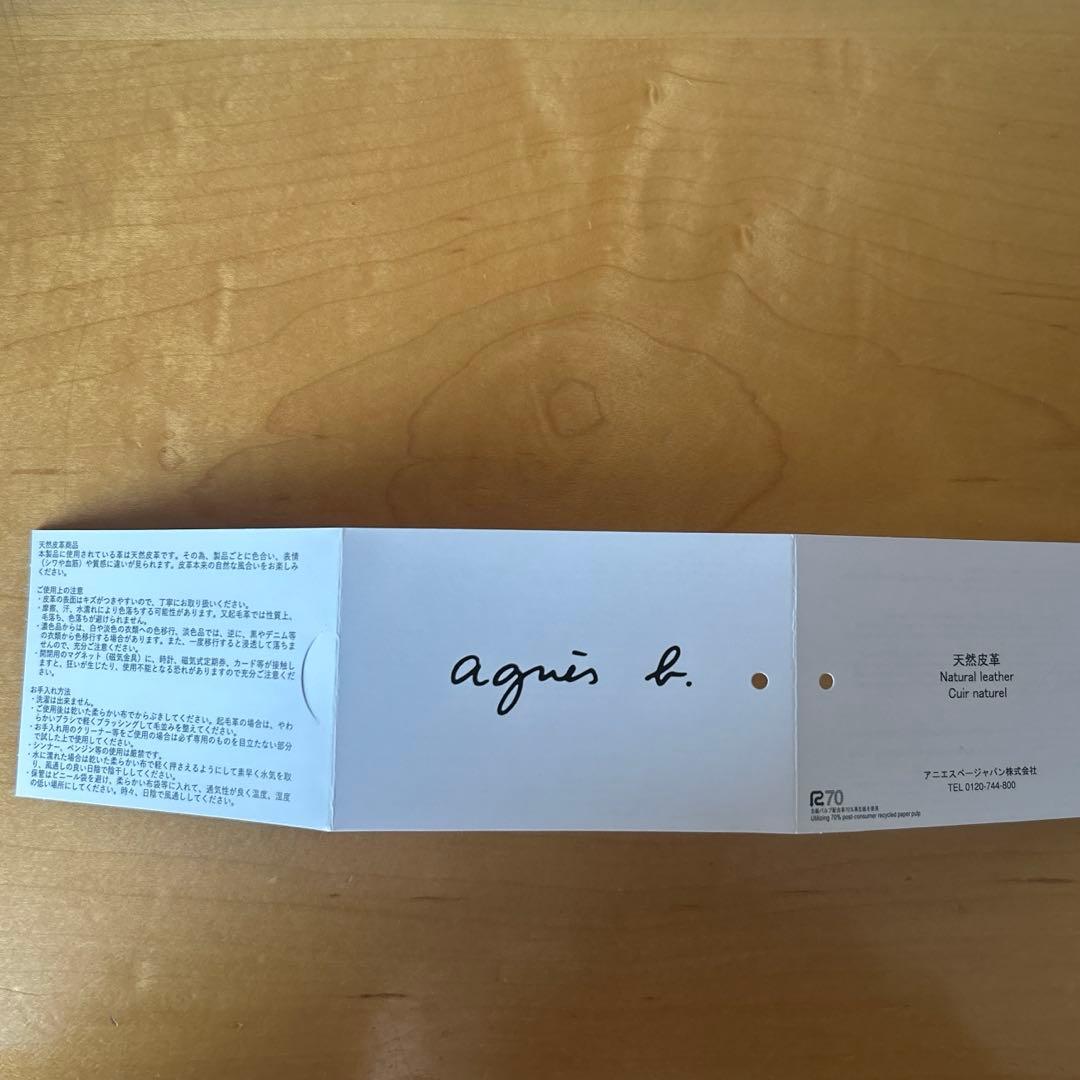 天然皮革商品
本製品に使用されている革は天然皮革です。その為、製品ごとに色合い、表情
(シワや血筋)や質感に違いが見られます。皮革本来の自然な風合いをお楽しみ
ください。
ご使用上の注意
・皮革の表面はキズがつきやすいので、丁寧にお取り扱いください。
・摩擦、汗、水濡れにより色落ちする可能性があります。又起毛革では性質上、
毛落ち、色落ちが避けられません。
・濃色品からは、白や淡色の衣類への色移行、淡色品では、逆に、黒やデニム等
の衣類から色移行する場合があります。また、一度移行すると浸透して落ちま
せんので、充分ご注意ください。
・開閉用のマグネット(磁気金具)に、時計、磁気式定期券、カード等が接触し
ますと、狂いが生じたり、使用不能となる恐れがありますので充分ご注意くだ
さい。
お手入れ方法
・洗濯は出来ません。
・ご使用後は乾いた柔らかい布でからぶきしてください。起毛革の場合は、やわ
らかいブラシで軽くブラッシングして毛並みを整えてください。
・お手入れ用のクリーナー等をご使用の場合は必ず専用のものを目立たない部分
で試した上で使用してください。
・シンナー、ベンジン等の使用は厳禁です。
・水に濡れた場合は乾いた柔らかい布で軽く押さえるようにして素早く水気を取
り、風通しの良い日陰で陰干ししてください。
・保管はビニール袋を避け、柔らかい布袋等に入れて、通気性が良く温度、湿度
の低い場所にしてください。時々、日陰で風通ししてください。
agnès b.
天然皮革
Natural leather
Cuir naturel
アニエスベージャパン株式会社
TEL 0120-744-800
R70
古紙パルプ配合率70%再生紙を使用
Utilizing 70% post-consumer recycled paper pulp